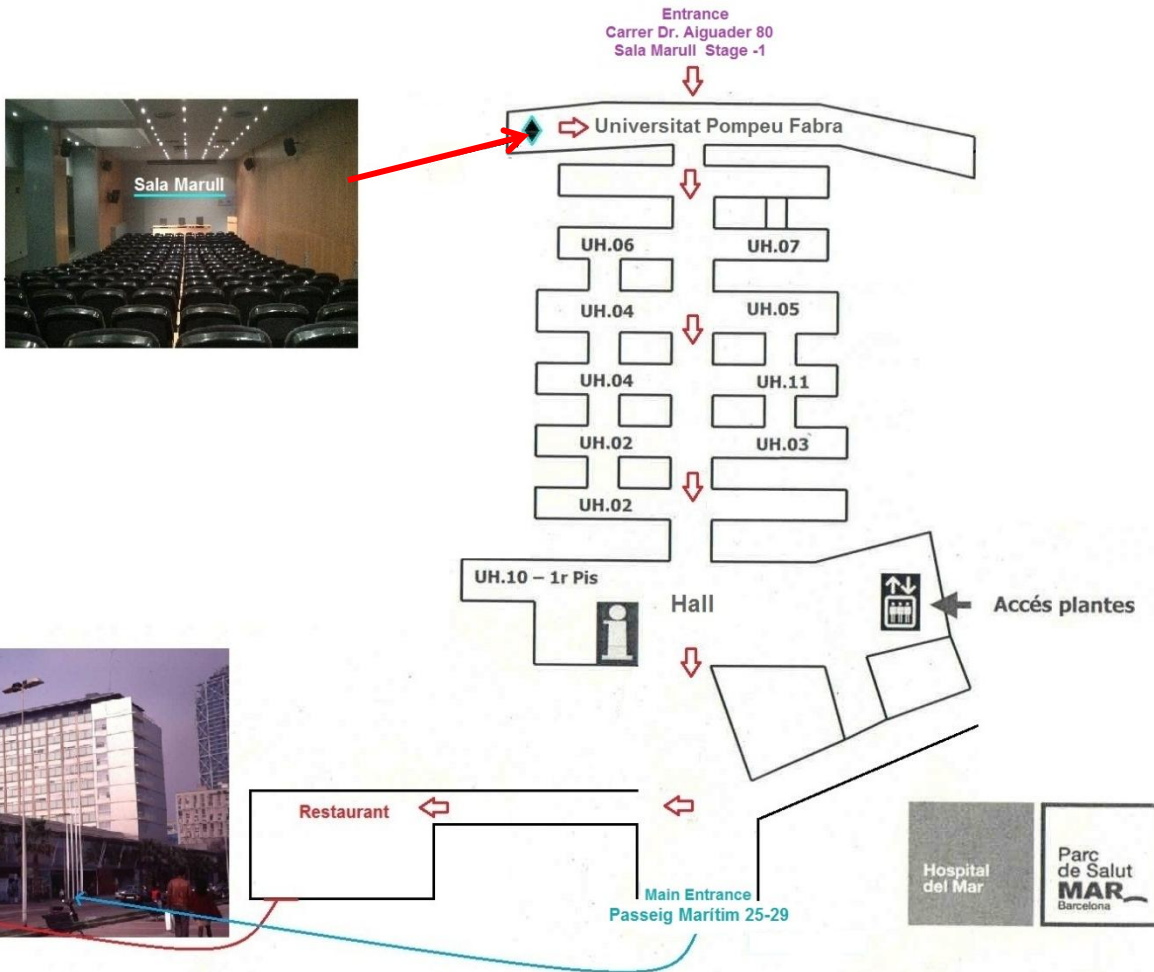 Entrance
Carrer Dr. Aiguader 80
Sala Marull Stage -1
Universitat Pompeu Fabra
Sala Marull
UH.06
UH.07
UH.04
UH.05
UH.04
UH.11
UH.02
UH.03
UH.02
UH.10 – 1r Pis
Hall
Accés plantes
Restaurant
Main Entrance
Passeig Marítim 25-29
Hospital
del Mar
Parc
de Salut
MAR
Barcelona